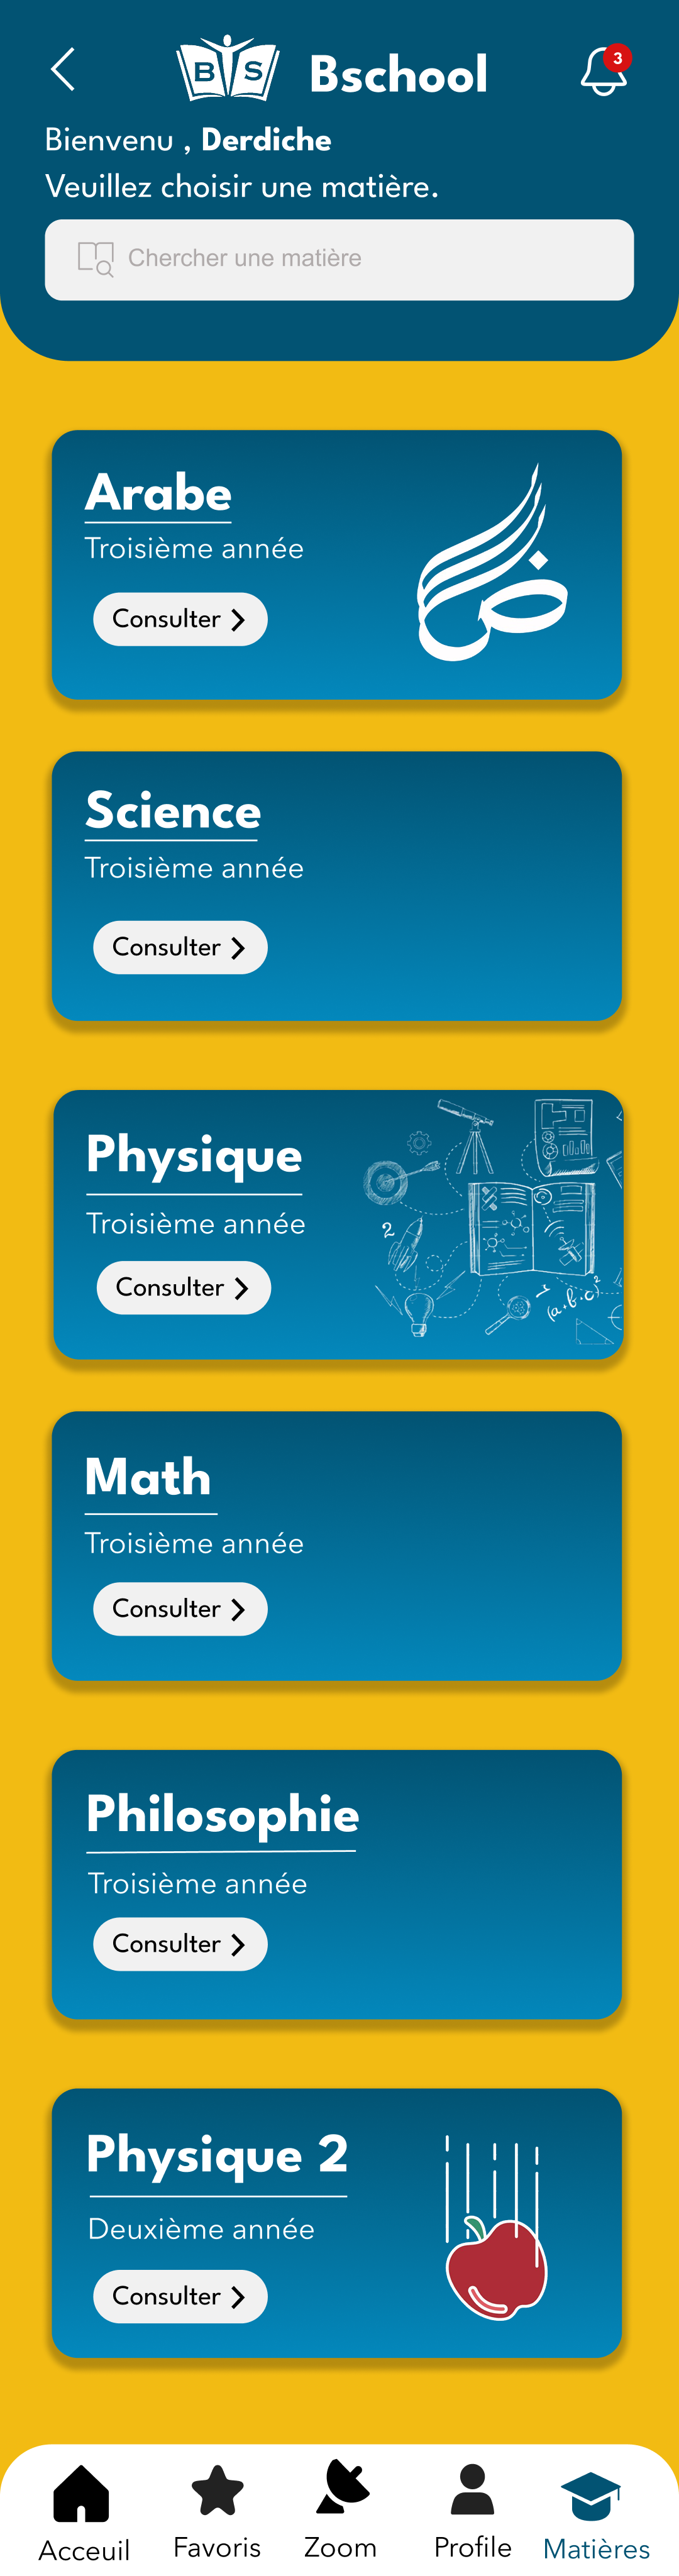 B S
Bschool
3
Bienvenu , Derdiche
Veuillez choisir une matière.
Chercher une matière
Arabe
Troisième année
Consulter
ض
Science
Troisième année
Consulter
Physique
Troisième année
Consulter
2
(a+b·c)²
Math
Troisième année
Consulter
Philosophie
Troisième année
Consulter
Physique 2
Deuxième année
Consulter
Acceuil
Favoris
Zoom
Profile
Matières